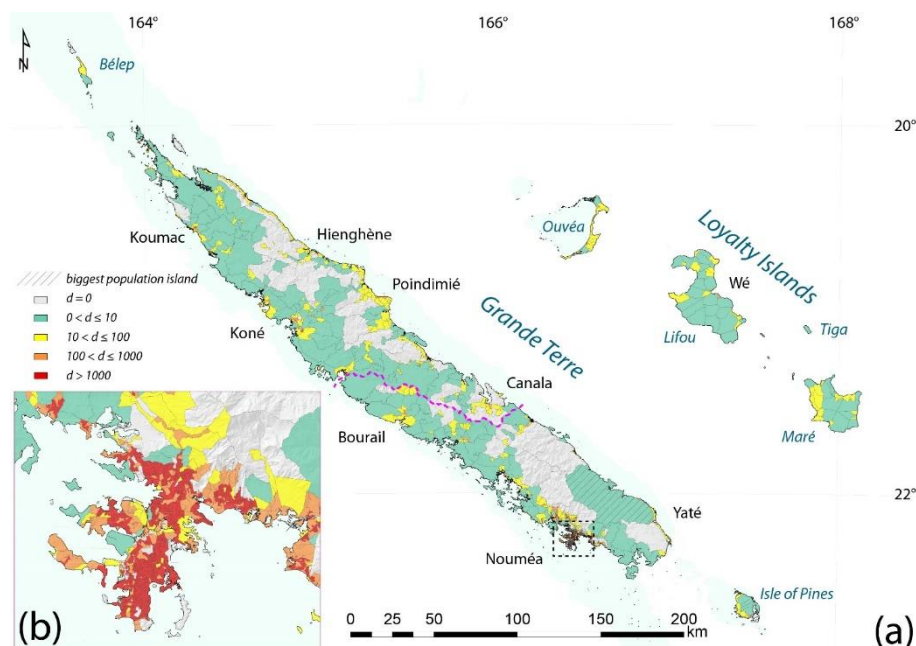 164°
166°
168°
N
Bélep
20°
Ouvéa
Loyalty Islands
Koumac
Hienghène
Wé
biggest population island
d = 0
0 < d ≤ 10
10 < d ≤ 100
100 < d ≤ 1000
d > 1000
Poindimié
Grande Terre
Koné
Lifou
Tiga
Canala
Bourail
Maré
22°
Yaté
Nouméa
Isle of Pines
(b)
0 50 100 150 200
km
(a)